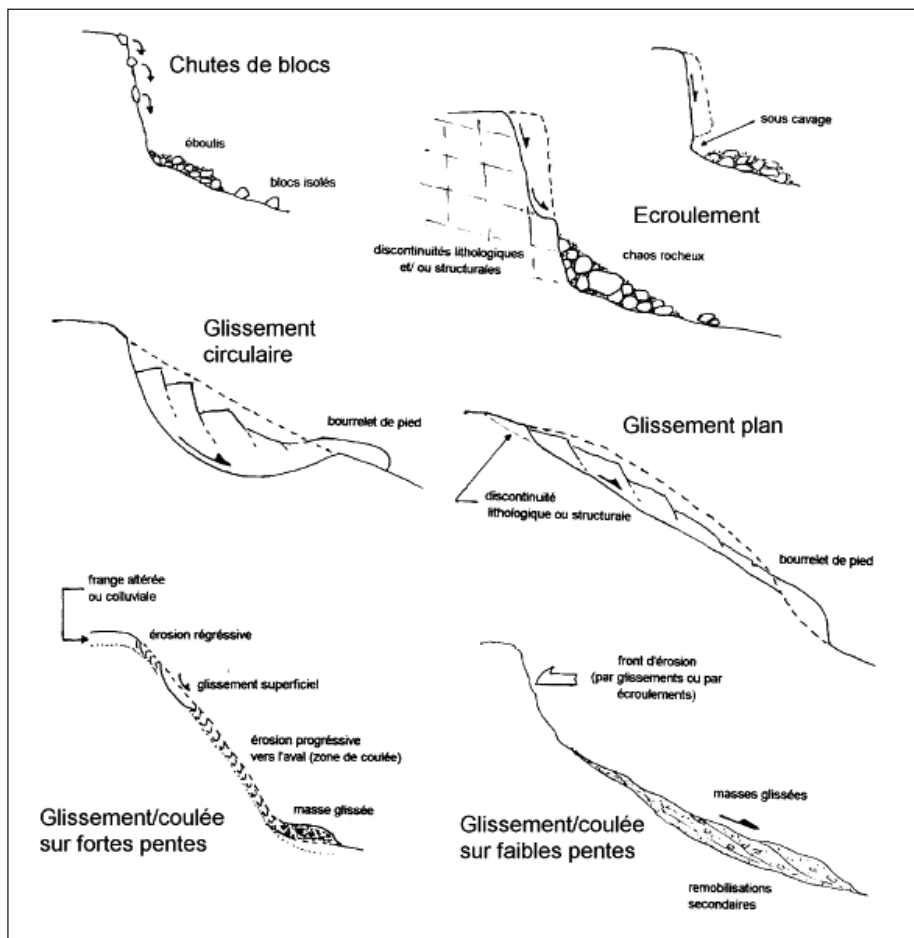 Chutes de blocs
éboulis
blocs isolés
sous cavage
Ecroulement
discontinuités lithologiques
et/ ou structurales
chaos rocheux
Glissement
circulaire
bourrelet de pied
Glissement plan
discontinuité
lithologique ou structurale
bourrelet de pied
frange altérée
ou colluviale
érosion régréssive
glissement superficiel
érosion progréssive
vers l'aval (zone de coulée)
masse glissée
Glissement/coulée
sur fortes pentes
front d'érosion
(par glissements ou par
écroulements)
masses glissées
Glissement/coulée
sur faibles pentes
remobilisations
secondaires